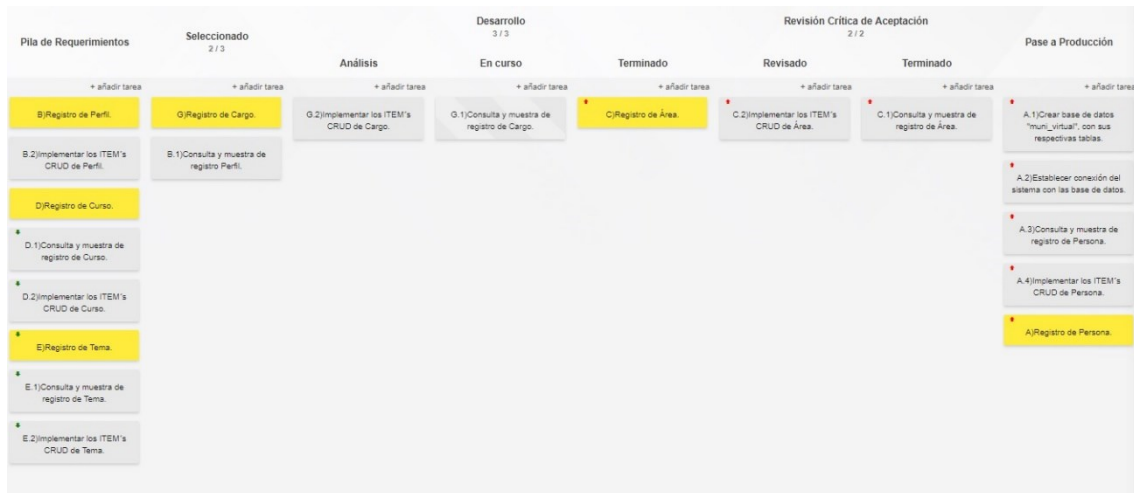 Pila de Requerimientos
Seleccionado
2 / 3
Desarrollo
3 / 3
Análisis
En curso
Terminado
Revisión Crítica de Aceptación
2 / 2
Revisado
Terminado
Pase a Producción
+ añadir tarea
+ añadir tarea
+ añadir tarea
+ añadir tarea
+ añadir tarea
+ añadir tarea
+ añadir tarea
+ añadir tarea
B)Registro de Perfil.
B.2)Implementar los ITEM's
CRUD de Perfil.
D)Registro de Curso.
D.1)Consulta y muestra de
registro de Curso.
D.2)Implementar los ITEM's
CRUD de Curso.
E)Registro de Tema.
E.1)Consulta y muestra de
registro de Tema.
E.2)Implementar los ITEM's
CRUD de Tema.
G)Registro de Cargo.
B.1)Consulta y muestra de
registro Perfil.
G.2)Implementar los ITEM's
CRUD de Cargo.
G.1)Consulta y muestra de
registro de Cargo.
C)Registro de Área.
C.2)Implementar los ITEM's
CRUD de Área.
C.1)Consulta y muestra de
registro de Área.
A.1)Crear base de datos
"muni_virtual", con sus
respectivas tablas.
A.2)Establecer conexión del
sistema con las base de datos.
A.3)Consulta y muestra de
registro de Persona.
A.4)Implementar los ITEM's
CRUD de Persona.
A)Registro de Persona.